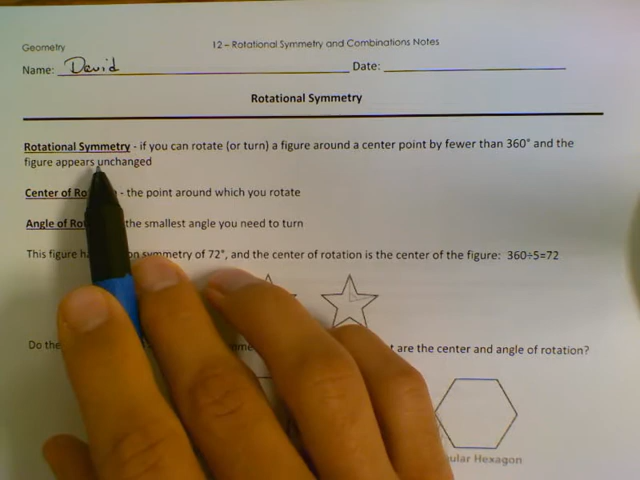 Geometry
12 – Rotational Symmetry and Combinations Notes
Name: David Date:
Rotational Symmetry
Rotational Symmetry - if you can rotate (or turn) a figure around a center point by fewer than 360° and the
figure appears unchanged
Center of - the point around which you rotate
Angle of the smallest angle you need to turn
This figure symmetry of 72°, and the center of rotation is the center of the figure: 360÷5=72
Do the are the center and angle of rotation?
Hexagon